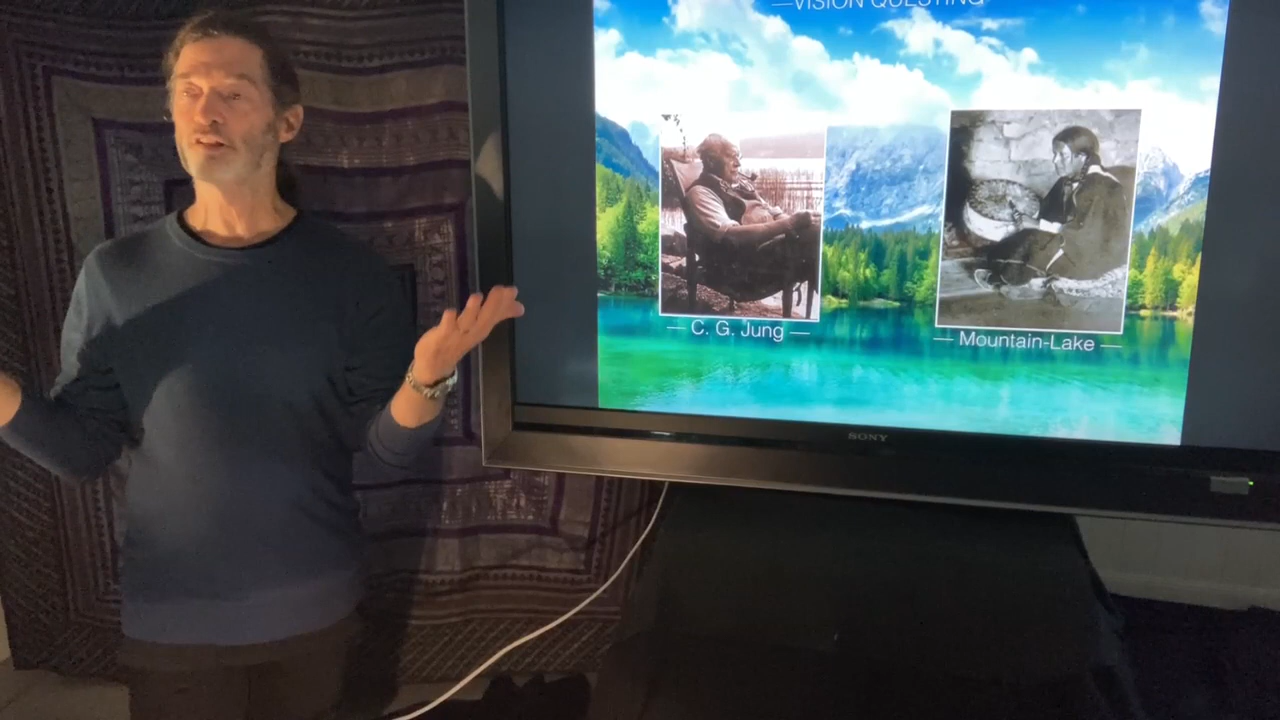 —VISION QUESTING
— C. G. Jung —
— Mountain-Lake —
SONY